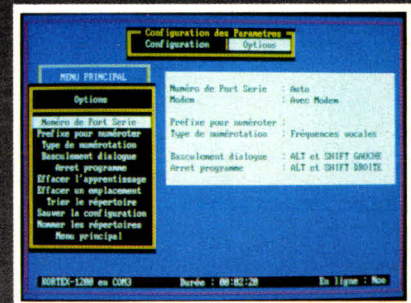 Configuration des Parametres
Configuration Options
MENU PRINCIPAL
Options
Numéro de Port Serie
Prefixe pour numéroter
Type de numérotation
Basculement dialogue
Arret programme
Effacer l'apprentissage
Effacer un emplacement
Trier le répertoire
Sauver la configuration
Nommer les répertoires
Menu principal
Numéro de Port Serie : Auto
Modem : Avec Modem
Prefixe pour numéroter :
Type de numérotation : Fréquences vocales
Basculement dialogue : ALT et SHIFT GAUCHE
Arret programme : ALT et SHIFT DROITE
KORTEX-1200 en COM3 Durée : 00:02:20 En ligne : Non